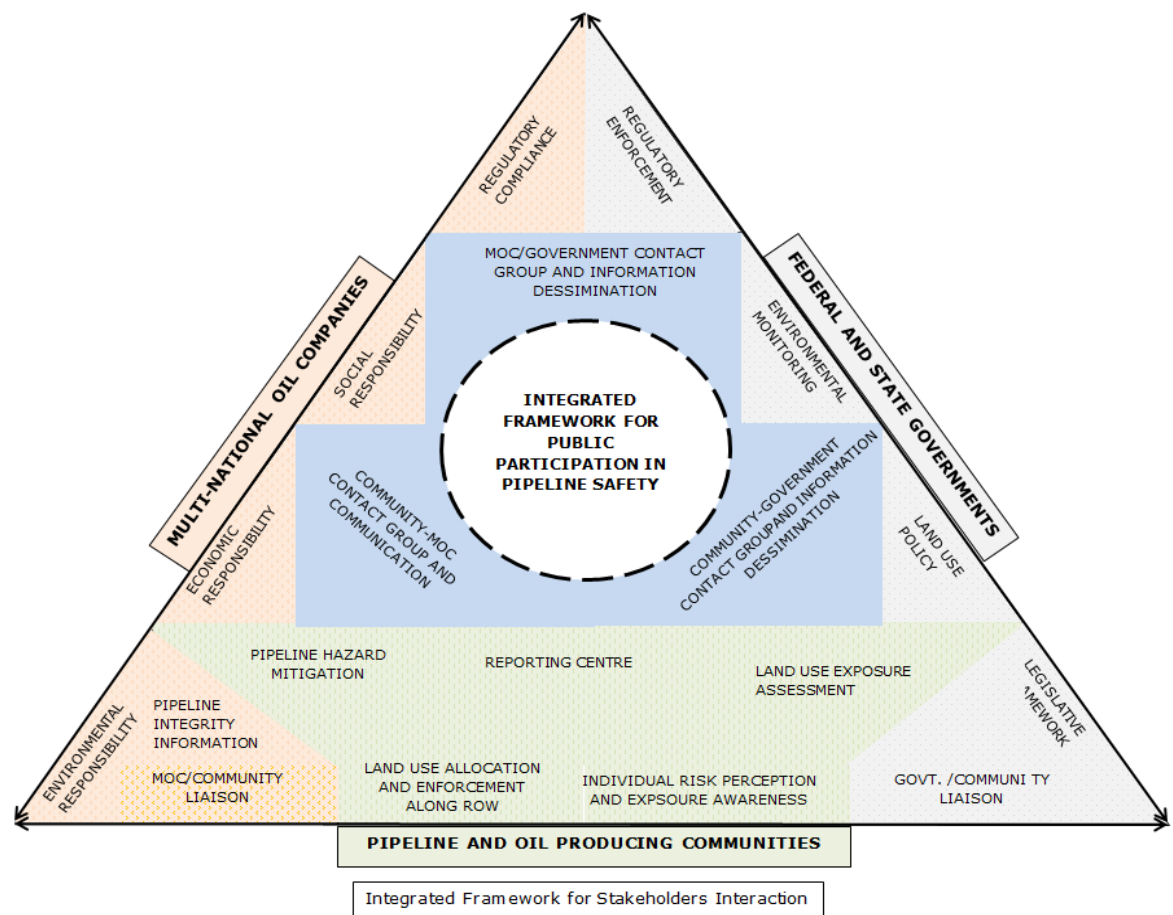 REGULATORY
COMPLIANCE
REGULATORY
ENFORCEMENT
MOC/GOVERNMENT CONTACT
GROUP AND INFORMATION
DESSIMINATION
MULTI-NATIONAL OIL COMPANIES
FEDERAL AND STATE GOVERNMENTS
SOCIAL
RESPONSIBILITY
ENVIRONMENTAL
MONITORING
INTEGRATED
FRAMEWORK FOR
PUBLIC
PARTICIPATION IN
PIPELINE SAFETY
ECONOMIC
RESPONSIBILITY
COMMUNITY-MOC
CONTACT GROUP AND
COMMUNICATION
COMMUNITY-GOVERNMENT
CONTACT GROUPAND INFORMATION
DESSIMINATION
LAND USE
POLICY
PIPELINE HAZARD
MITIGATION
REPORTING CENTRE
LAND USE EXPOSURE
ASSESSMENT
ENVIRONMENTAL
RESPONSIBILITY
PIPELINE
INTEGRITY
INFORMATION
LEGISLATIVE
AMEWORK
MOC/COMMUNITY
LIAISON
LAND USE ALLOCATION
AND ENFORCEMENT
ALONG ROW
INDIVIDUAL RISK PERCEPTION
AND EXPSOURE AWARENESS
GOVT. /COMMUNITY
LIAISON
PIPELINE AND OIL PRODUCING COMMUNITIES
Integrated Framework for Stakeholders Interaction